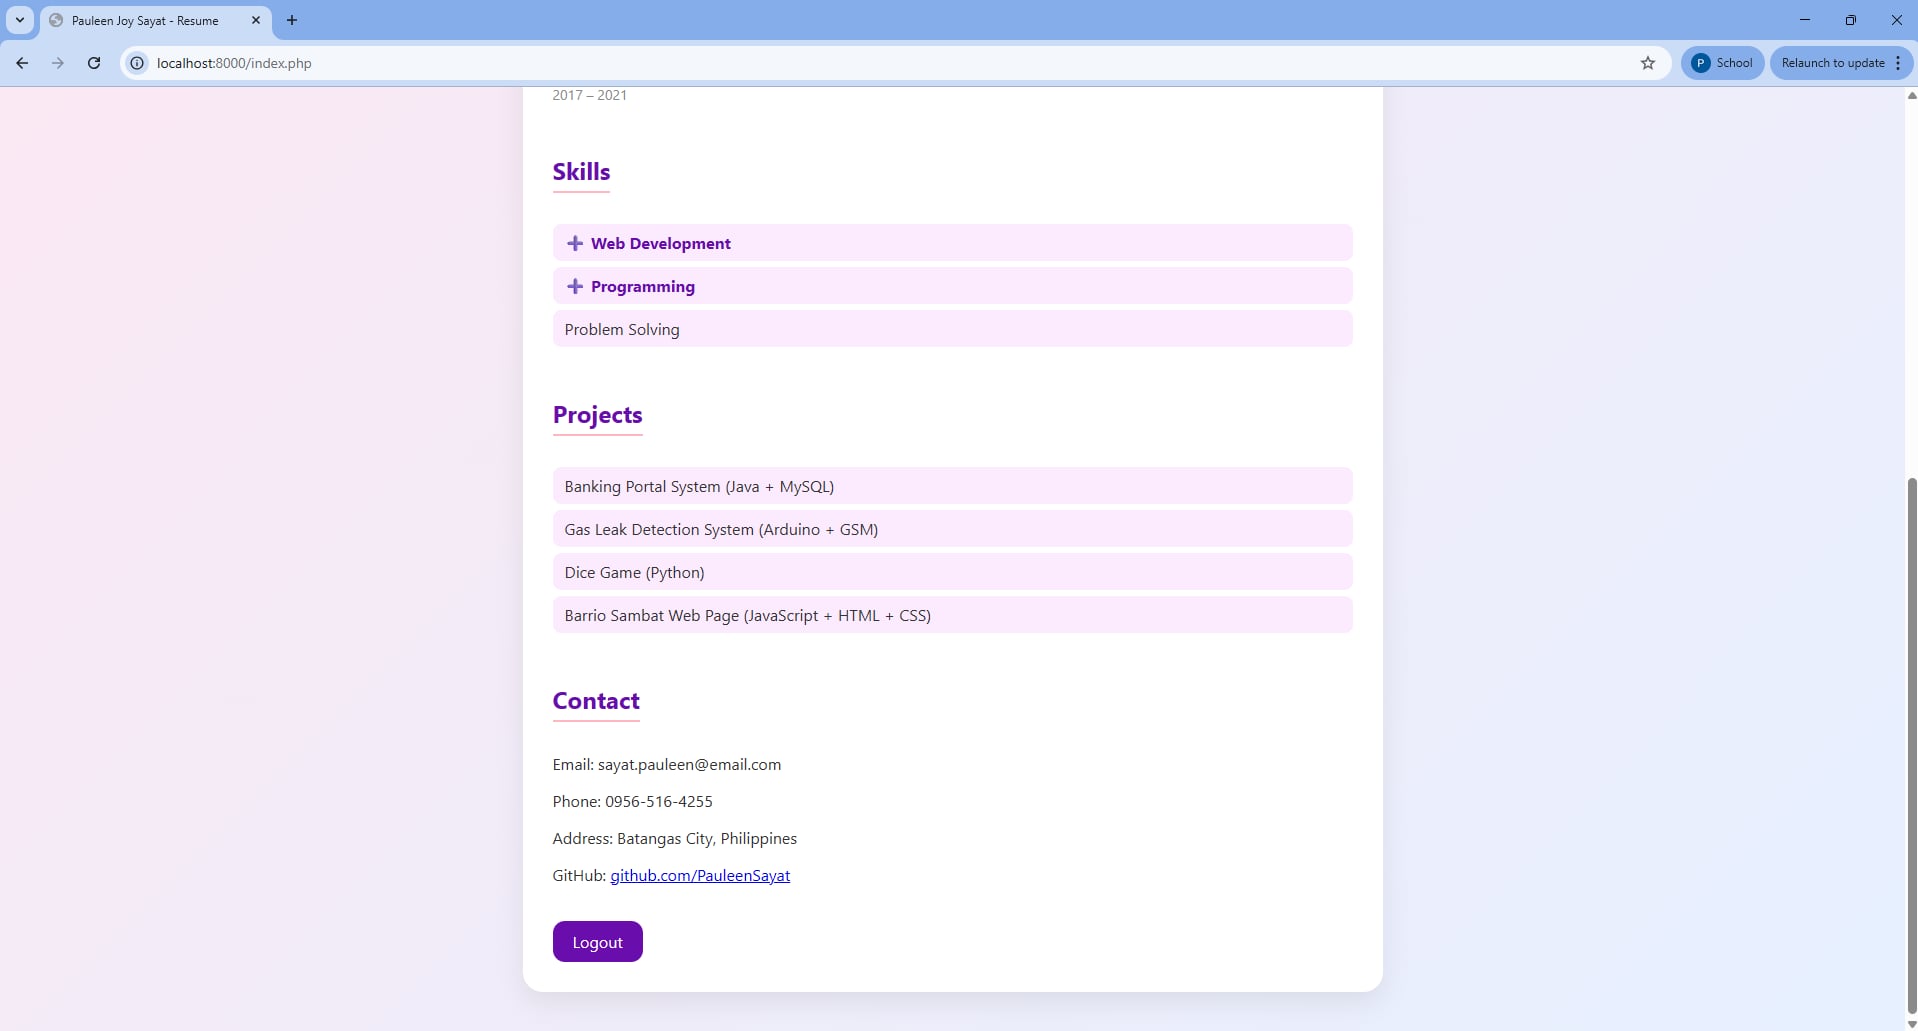 Pauleen Joy Sayat - Resume
localhost:8000/index.php
P School
Relaunch to update
2017 – 2021
Skills
Web Development
Programming
Problem Solving
Projects
Banking Portal System (Java + MySQL)
Gas Leak Detection System (Arduino + GSM)
Dice Game (Python)
Barrio Sambat Web Page (JavaScript + HTML + CSS)
Contact
Email: sayat.pauleen@email.com
Phone: 0956-516-4255
Address: Batangas City, Philippines
GitHub: github.com/PauleenSayat
Logout